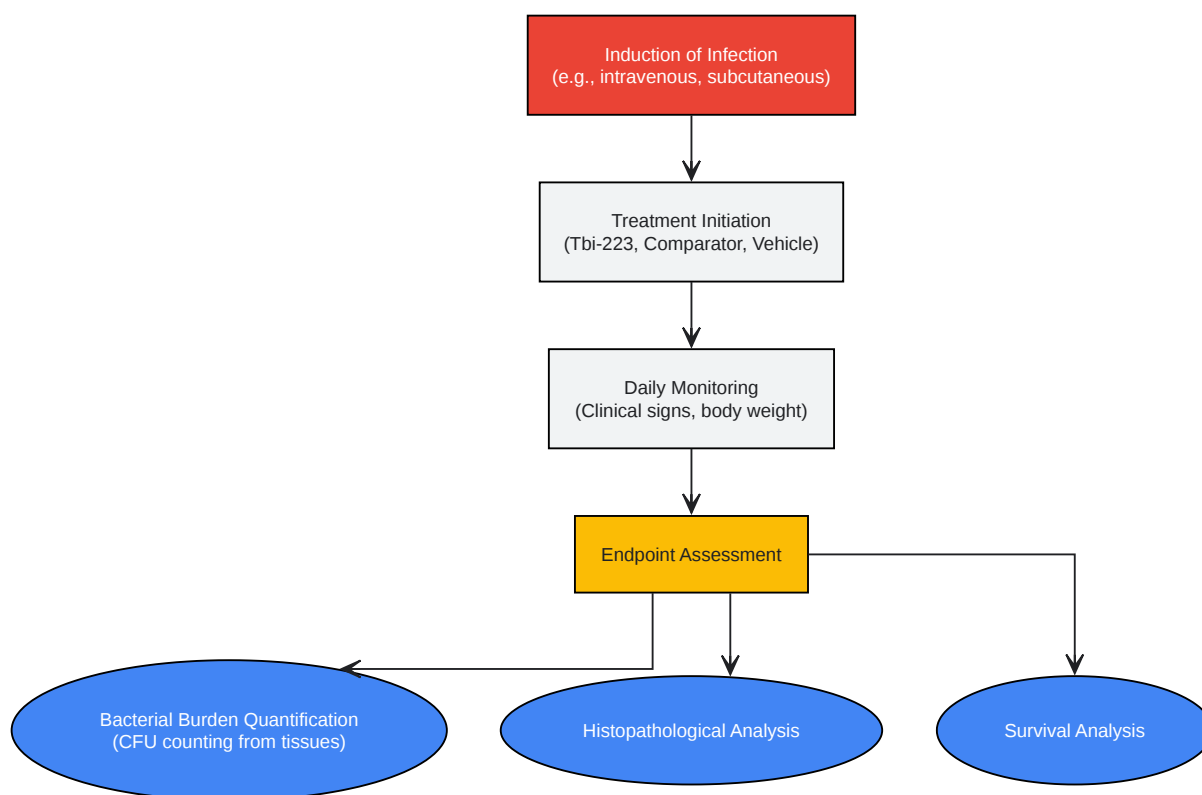 Induction of Infection
(e.g., intravenous, subcutaneous)
Treatment Initiation
(Tbi-223, Comparator, Vehicle)
Daily Monitoring
(Clinical signs, body weight)
Endpoint Assessment
Bacterial Burden Quantification
(CFU counting from tissues)
Histopathological Analysis
Survival Analysis